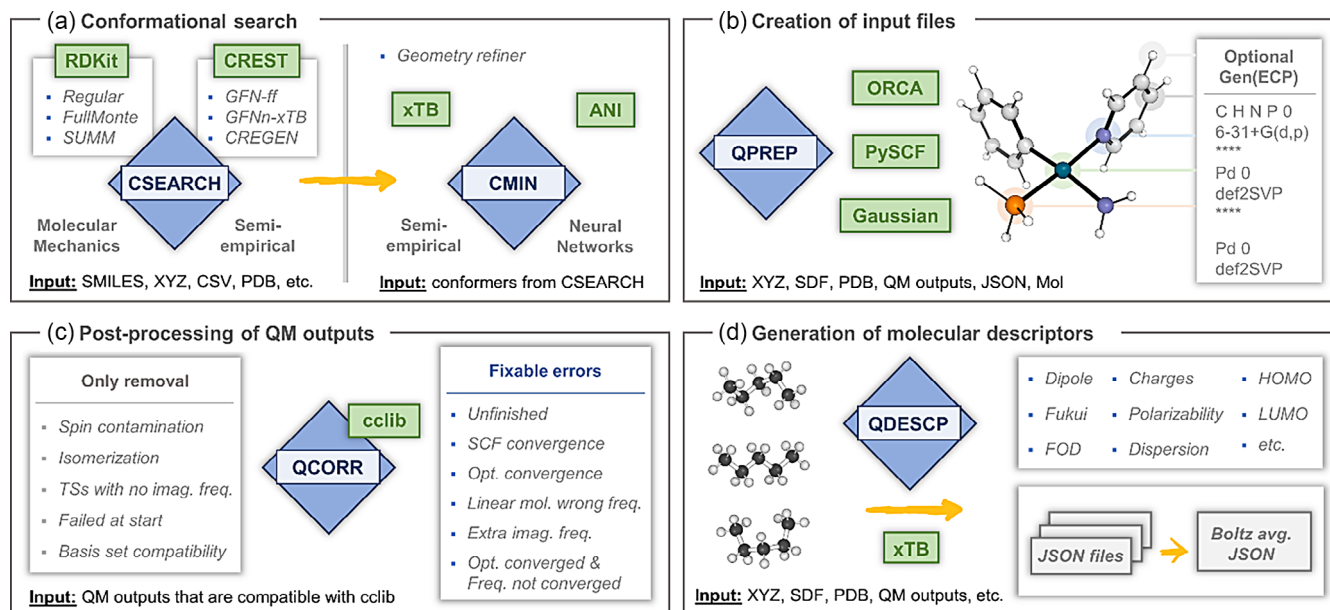 (a) Conformational search
RDKit
Regular
FullMonte
SUMM
CREST
GFN-ff
GFNn-xTB
CREGEN
CSEARCH
Molecular
Mechanics
Semi-
empirical
Input: SMILES, XYZ, CSV, PDB, etc.
Geometry refiner
xTB
ANI
CMIN
Semi-
empirical
Neural
Networks
Input: conformers from CSEARCH
(b) Creation of input files
QPREP
ORCA
PySCF
Gaussian
Optional
Gen(ECP)
C H N P 0
6-31+G(d,p)
****
Pd 0
def2SVP
****
Pd 0
def2SVP
Input: XYZ, SDF, PDB, QM outputs, JSON, Mol
(c) Post-processing of QM outputs
Only removal
Spin contamination
Isomerization
TSs with no imag. freq.
Failed at start
Basis set compatibility
cclib
QCORR
Fixable errors
Unfinished
SCF convergence
Opt. convergence
Linear mol. wrong freq.
Extra imag. freq.
Opt. converged &
Freq. not converged
Input: QM outputs that are compatible with cclib
(d) Generation of molecular descriptors
QDESCP
xTB
Dipole
Charges
HOMO
Fukui
Polarizability
LUMO
FOD
Dispersion
etc.
JSON files
Boltz avg.
JSON
Input: XYZ, SDF, PDB, QM outputs, etc.